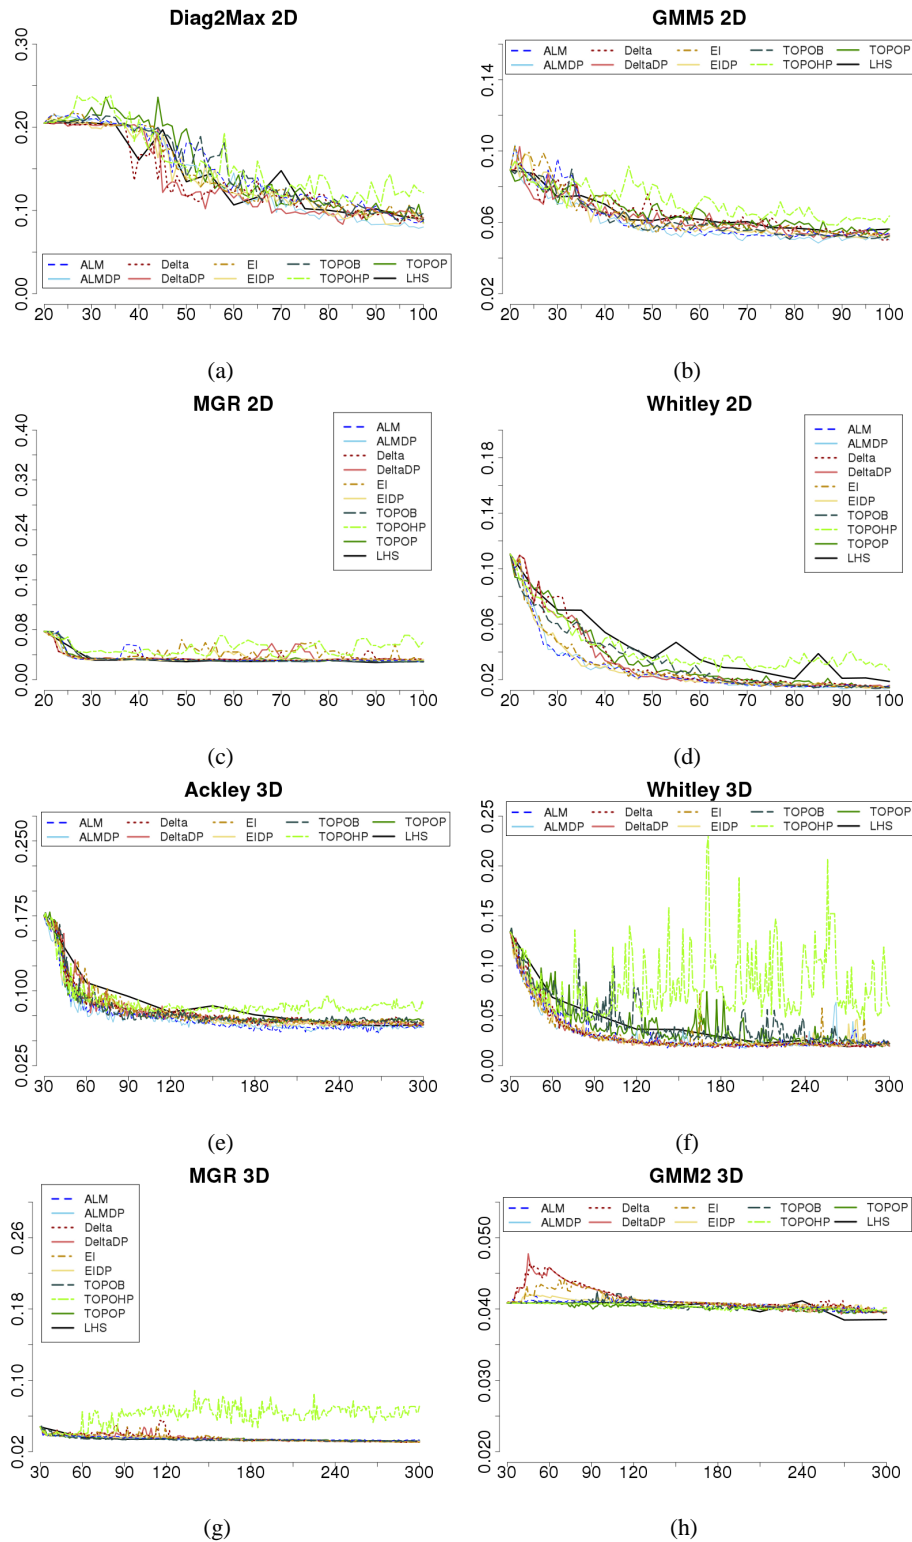 Diag2Max 2D
0.30
0.20
0.10
0.00
ALM Delta EI TOPOB TOPOP
ALMDP DeltaDP EIDP TOPOHP LHS
20 30 40 50 60 70 80 90 100
(a)
GMM5 2D
ALM Delta EI TOPOB TOPOP
ALMDP DeltaDP EIDP TOPOHP LHS
0.14
0.10
0.06
0.02
20 30 40 50 60 70 80 90 100
(b)
MGR 2D
0.40
0.32
0.24
0.16
0.08
0.00
ALM
ALMDP
Delta
DeltaDP
EI
EIDP
TOPOB
TOPOHP
TOPOP
LHS
20 30 40 50 60 70 80 90 100
(c)
Whitley 2D
0.18
0.14
0.10
0.06
0.02
ALM
ALMDP
Delta
DeltaDP
EI
EIDP
TOPOB
TOPOHP
TOPOP
LHS
20 30 40 50 60 70 80 90 100
(d)
Ackley 3D
ALM Delta EI TOPOB TOPOP
ALMDP DeltaDP EIDP TOPOHP LHS
0.250
0.175
0.100
0.025
30 60 90 120 180 240 300
(e)
Whitley 3D
ALM Delta EI TOPOB TOPOP
ALMDP DeltaDP EIDP TOPOHP LHS
0.25
0.20
0.15
0.10
0.05
0.00
30 60 90 120 180 240 300
(f)
MGR 3D
ALM
ALMDP
Delta
DeltaDP
EI
EIDP
TOPOB
TOPOHP
TOPOP
LHS
0.26
0.18
0.10
0.02
30 60 90 120 180 240 300
(g)
GMM2 3D
ALM Delta EI TOPOB TOPOP
ALMDP DeltaDP EIDP TOPOHP LHS
0.050
0.040
0.030
0.020
30 60 90 120 180 240 300
(h)